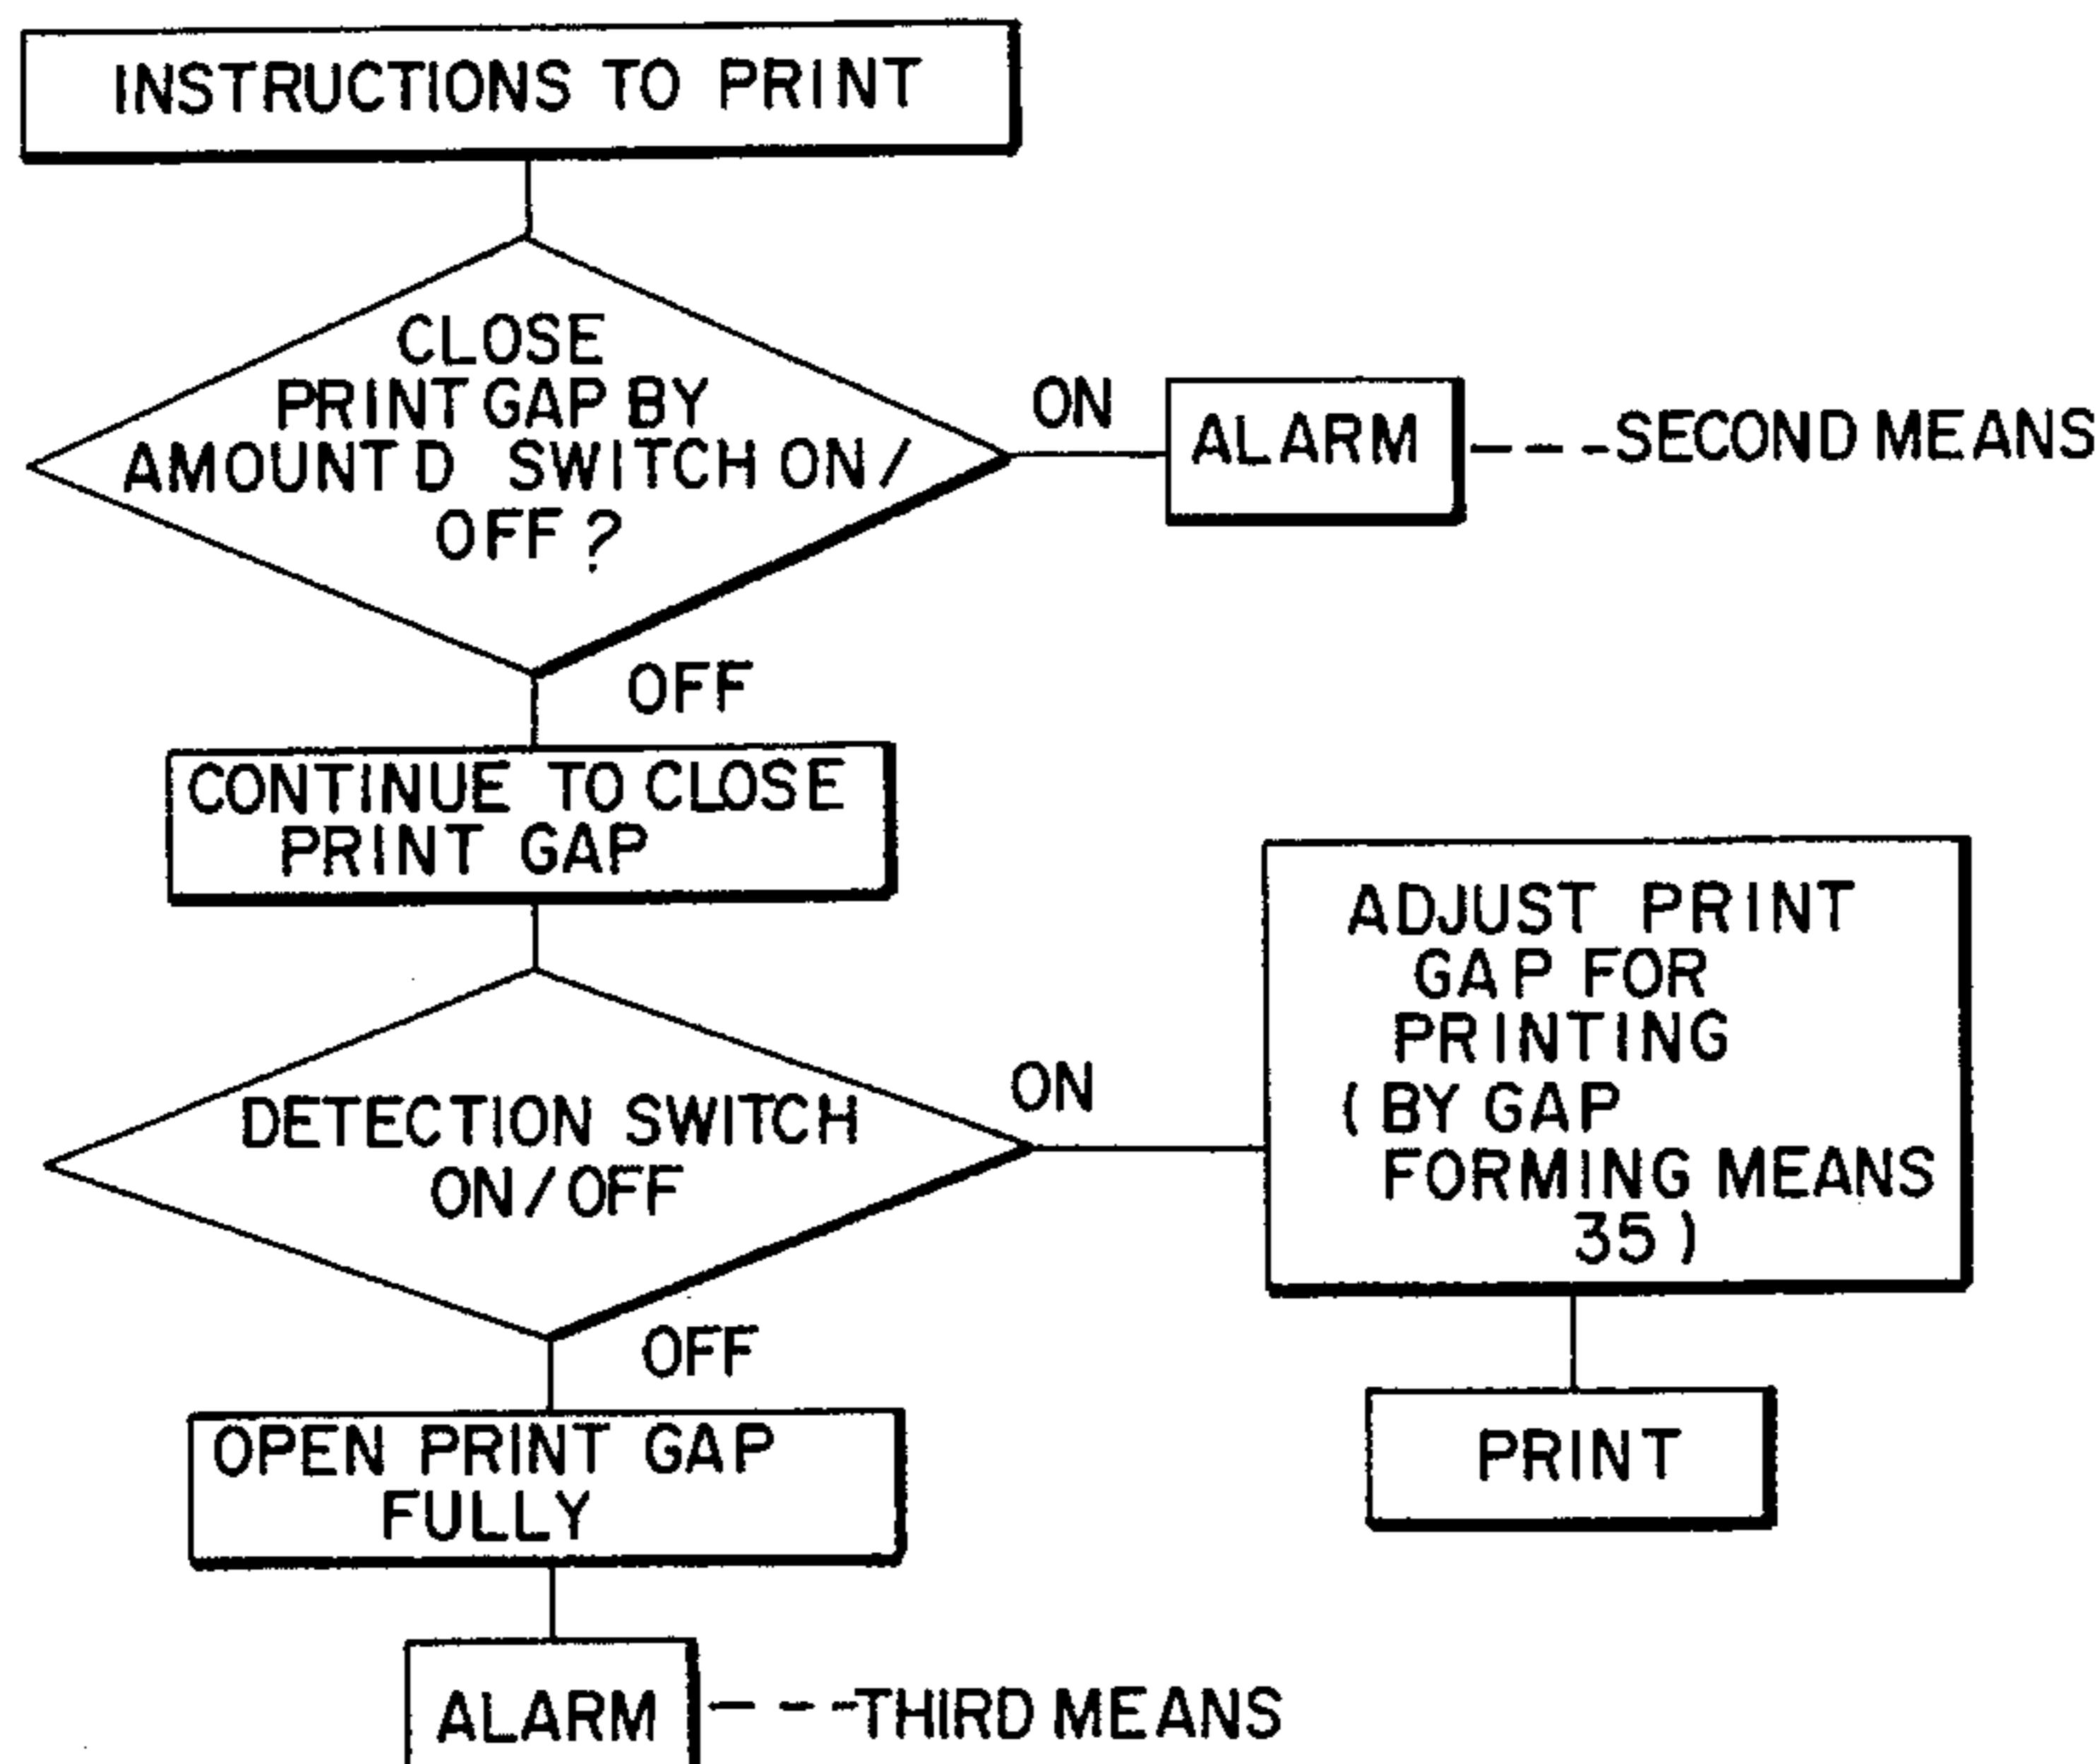 INSTRUCTIONS TO PRINT
CLOSE
PRINT GAP BY
AMOUNT D SWITCH ON/
OFF?
ON
ALARM
SECOND MEANS
OFF
CONTINUE TO CLOSE
PRINT GAP
DETECTION SWITCH
ON/OFF
ON
ADJUST PRINT
GAP FOR
PRINTING
(BY GAP
FORMING MEANS
35)
PRINT
OFF
OPEN PRINT GAP
FULLY
ALARM
THIRD MEANS